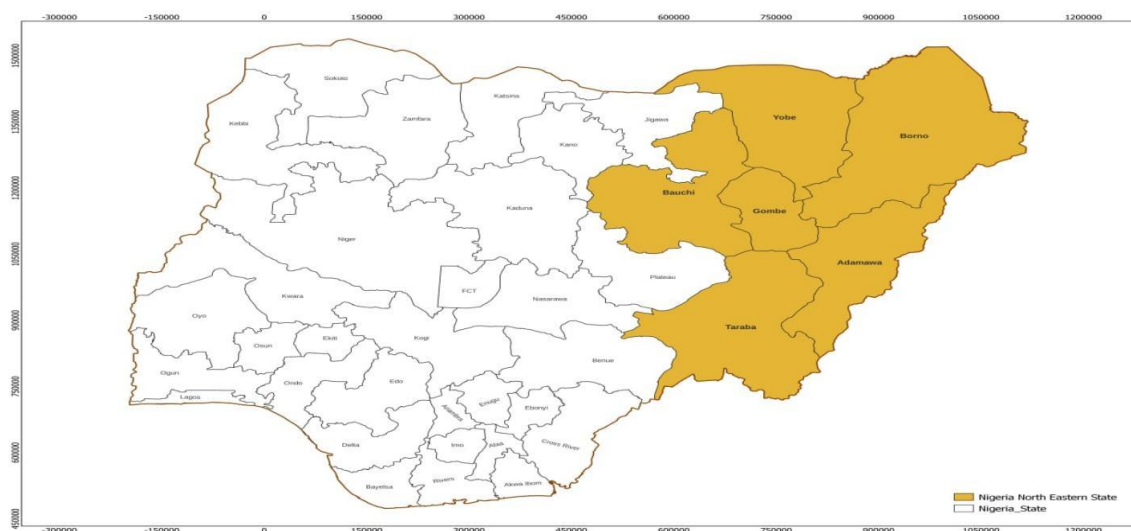 -300000 -150000 0 150000 300000 450000 600000 750000 900000 1050000 1200000
1500000
1350000
1200000
1050000
900000
750000
600000
450000
Sokoto
Kebbi
Zamfara
Katsina
Kano
Jigawa
Yobe
Borno
Bauchi
Kaduna
Gombe
Niger
Adamawa
Plateau
FCT
Nasarawa
Kwara
Oyo
Taraba
Osun
Ekiti
Kogi
Benue
Ogun
Ondo
Edo
Lagos
Anambra
Enugu
Ebonyi
Delta
Imo
Abia
Cross River
Bayelsa
Rivers
Akwa Ibom
Nigeria North Eastern State
Nigeria_State
-300000 -150000 0 150000 300000 450000 600000 750000 900000 1050000 1200000